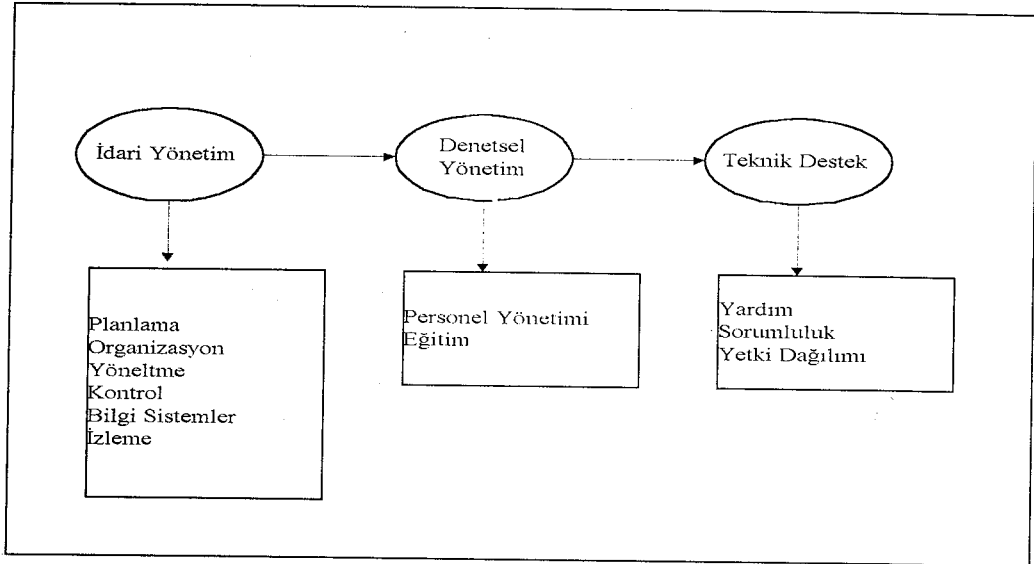 İdari Yönetim
Denetsel
Yönetim
Teknik Destek
Planlama
Organizasyon
Yöneltme
Kontrol
Bilgi Sistemler
İzleme
Personel Yönetimi
Eğitim
Yardım
Sorumluluk
Yetki Dağılımı